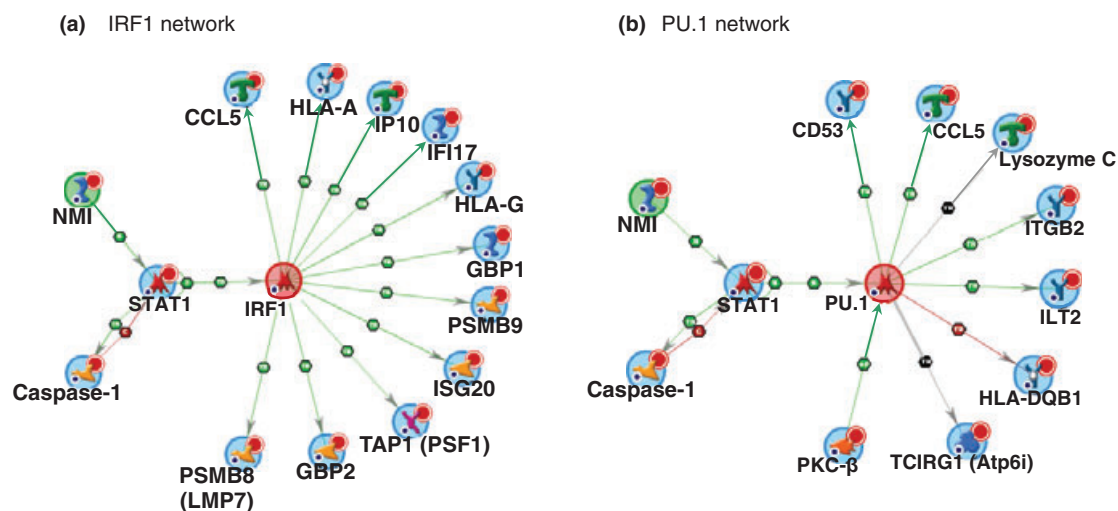 (a) IRF1 network
CCL5
HLA-A
IP10
IFI17
HLA-G
GBP1
PSMB9
ISG20
TAP1 (PSF1)
GBP2
PSMB8
(LMP7)
NMI
STAT1
IRF1
Caspase-1
(b) PU.1 network
CD53
CCL5
Lysozyme C
ITGB2
ILT2
HLA-DQB1
TCIRG1 (Atp6i)
PKC-β
NMI
STAT1
PU.1
Caspase-1